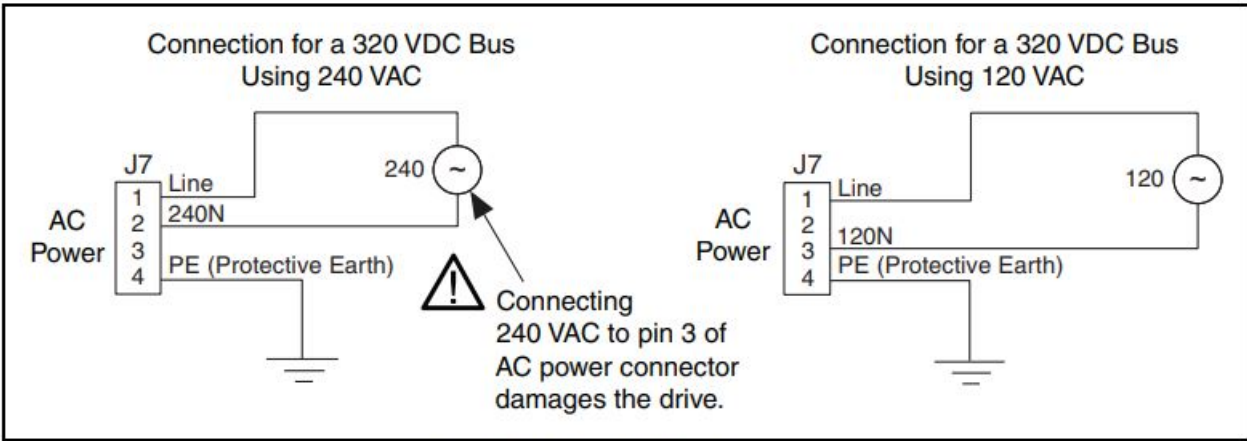 Connection for a 320 VDC Bus
Using 240 VAC
J7
AC
Power
1
2
3
4
Line
240N
PE (Protective Earth)
240
~
!
Connecting
240 VAC to pin 3 of
AC power connector
damages the drive.
Connection for a 320 VDC Bus
Using 120 VAC
J7
AC
Power
1
2
3
4
Line
120N
PE (Protective Earth)
120
~